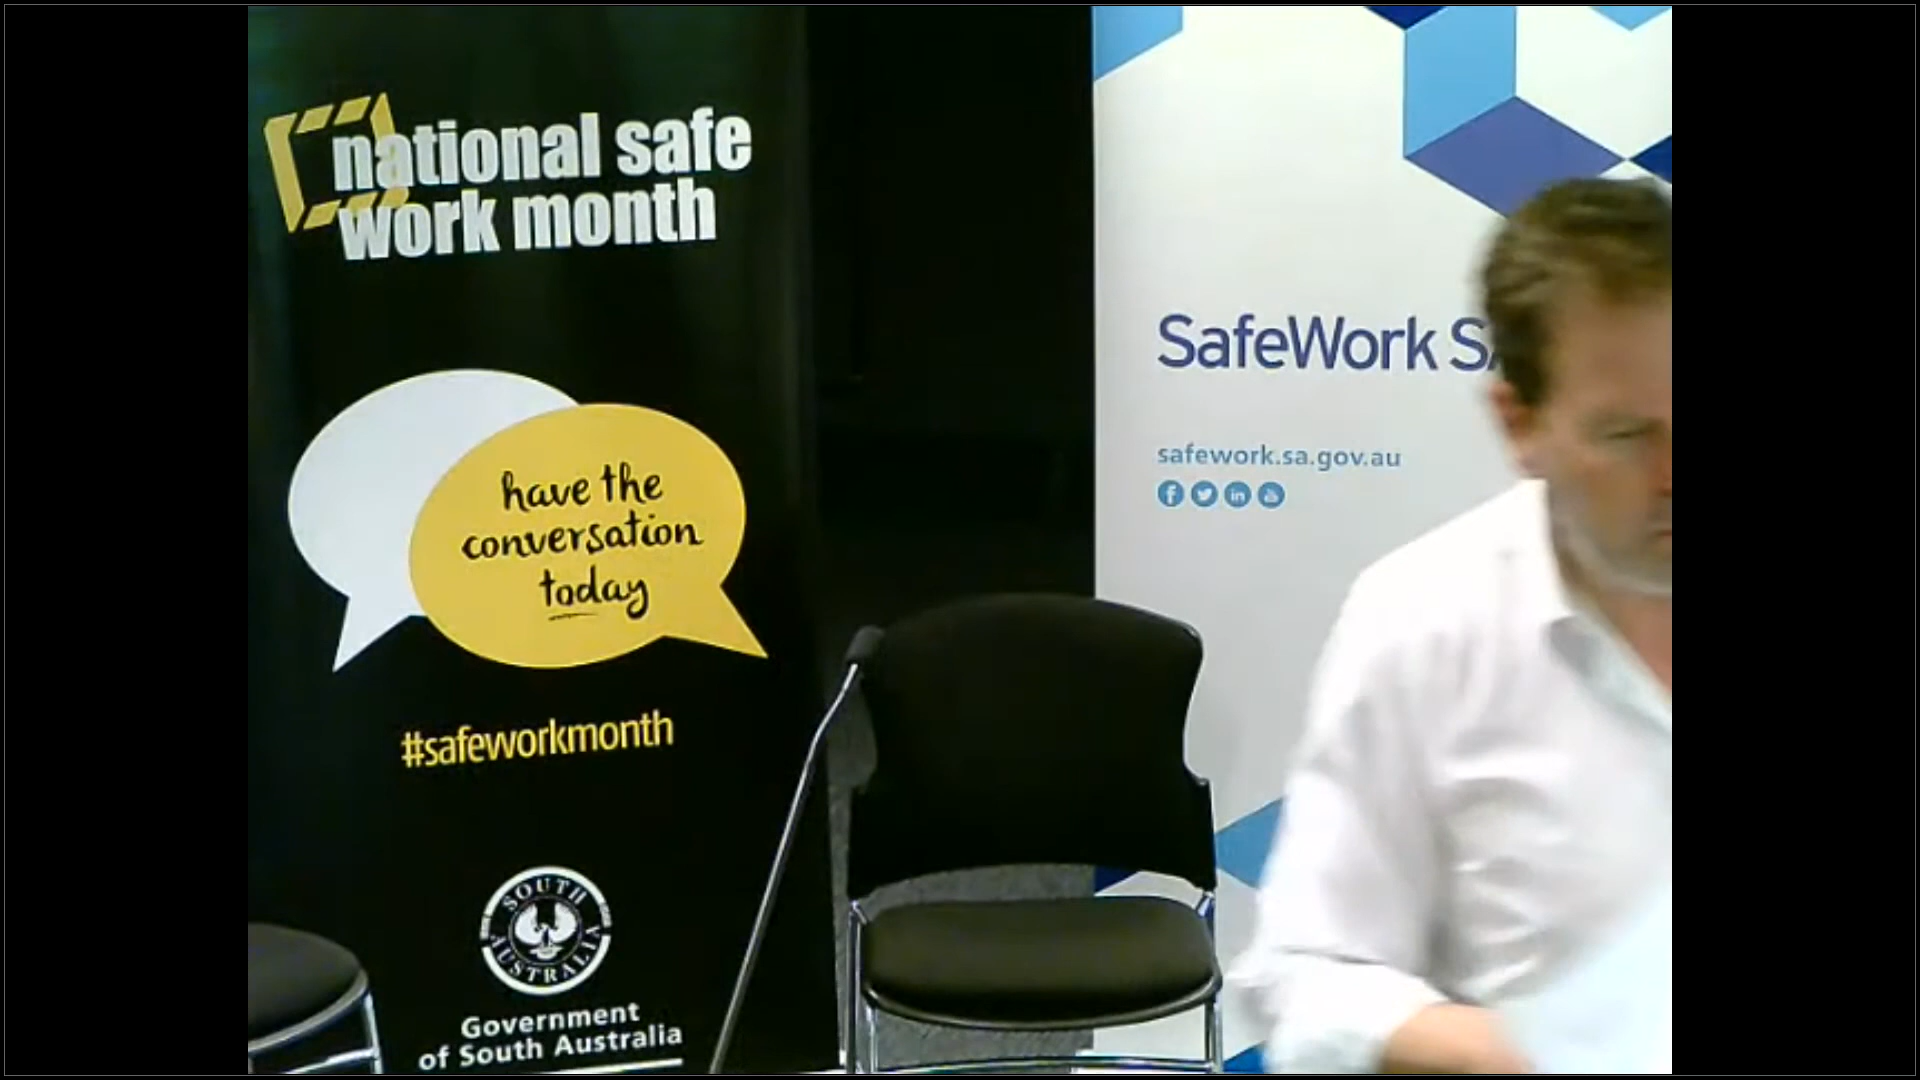 national safe
work month
have the
conversation
today
#safeworkmonth
SOUTH
AUSTRALIA
Government
of South Australia
SafeWork
safework.sa.gov.au